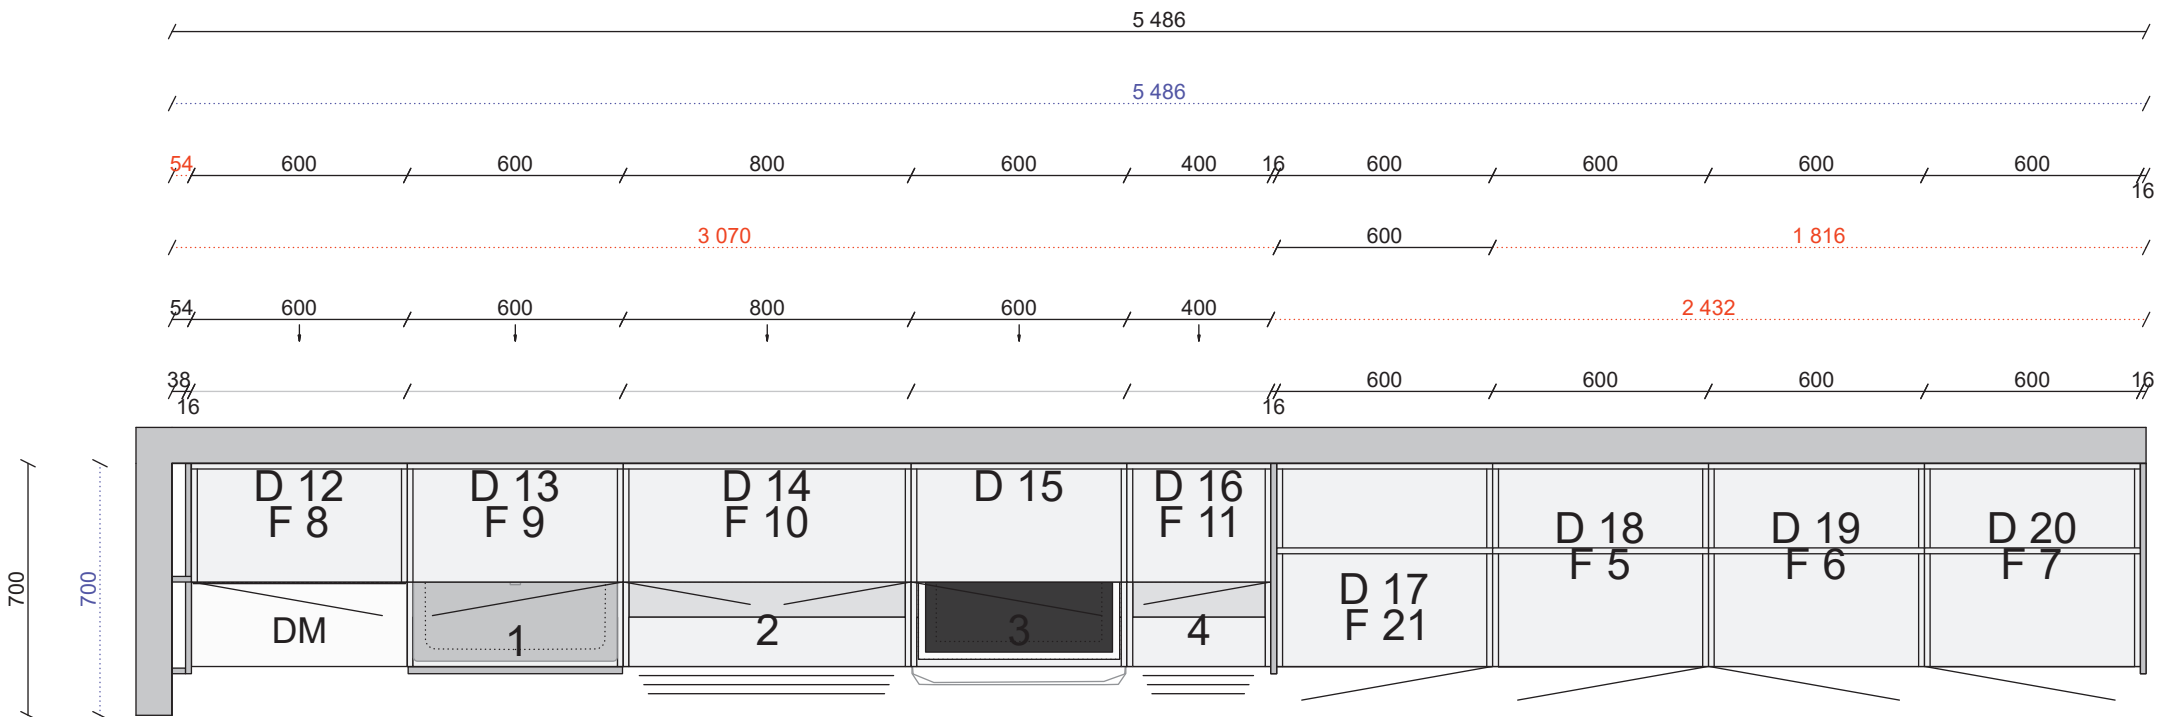 5 486
5 486
54 600 600 800 600 400 16 600 600 600 600
16
3 070 600 1 816
54 600 600 800 600 400 2 432
38 600 600 600 600 16
16 16
D 12 D 13 D 14 D 15 D 16
F 8 F 9 F 10 F 11
D 18 D 19 D 20
F 5 F 6 F 7
D 17
F 21
700 700
DM 1 2 3 4